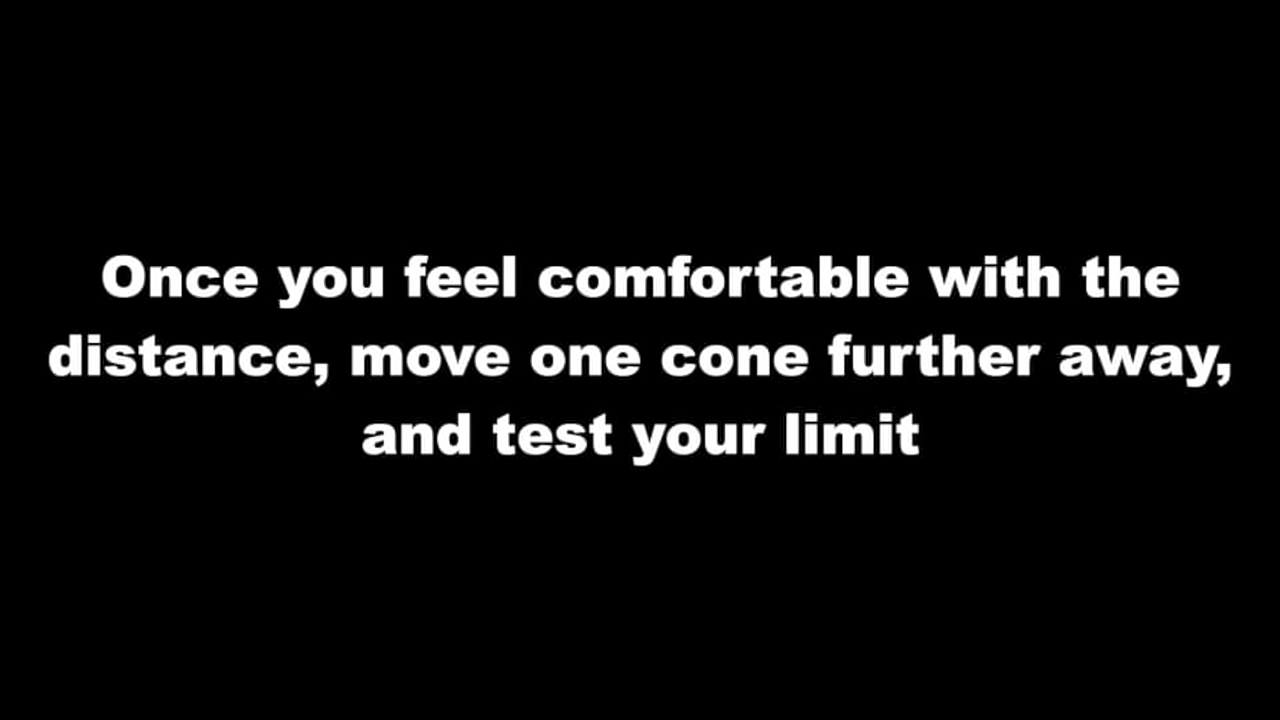 Once you feel comfortable with the
distance, move one cone further away,
and test your limit